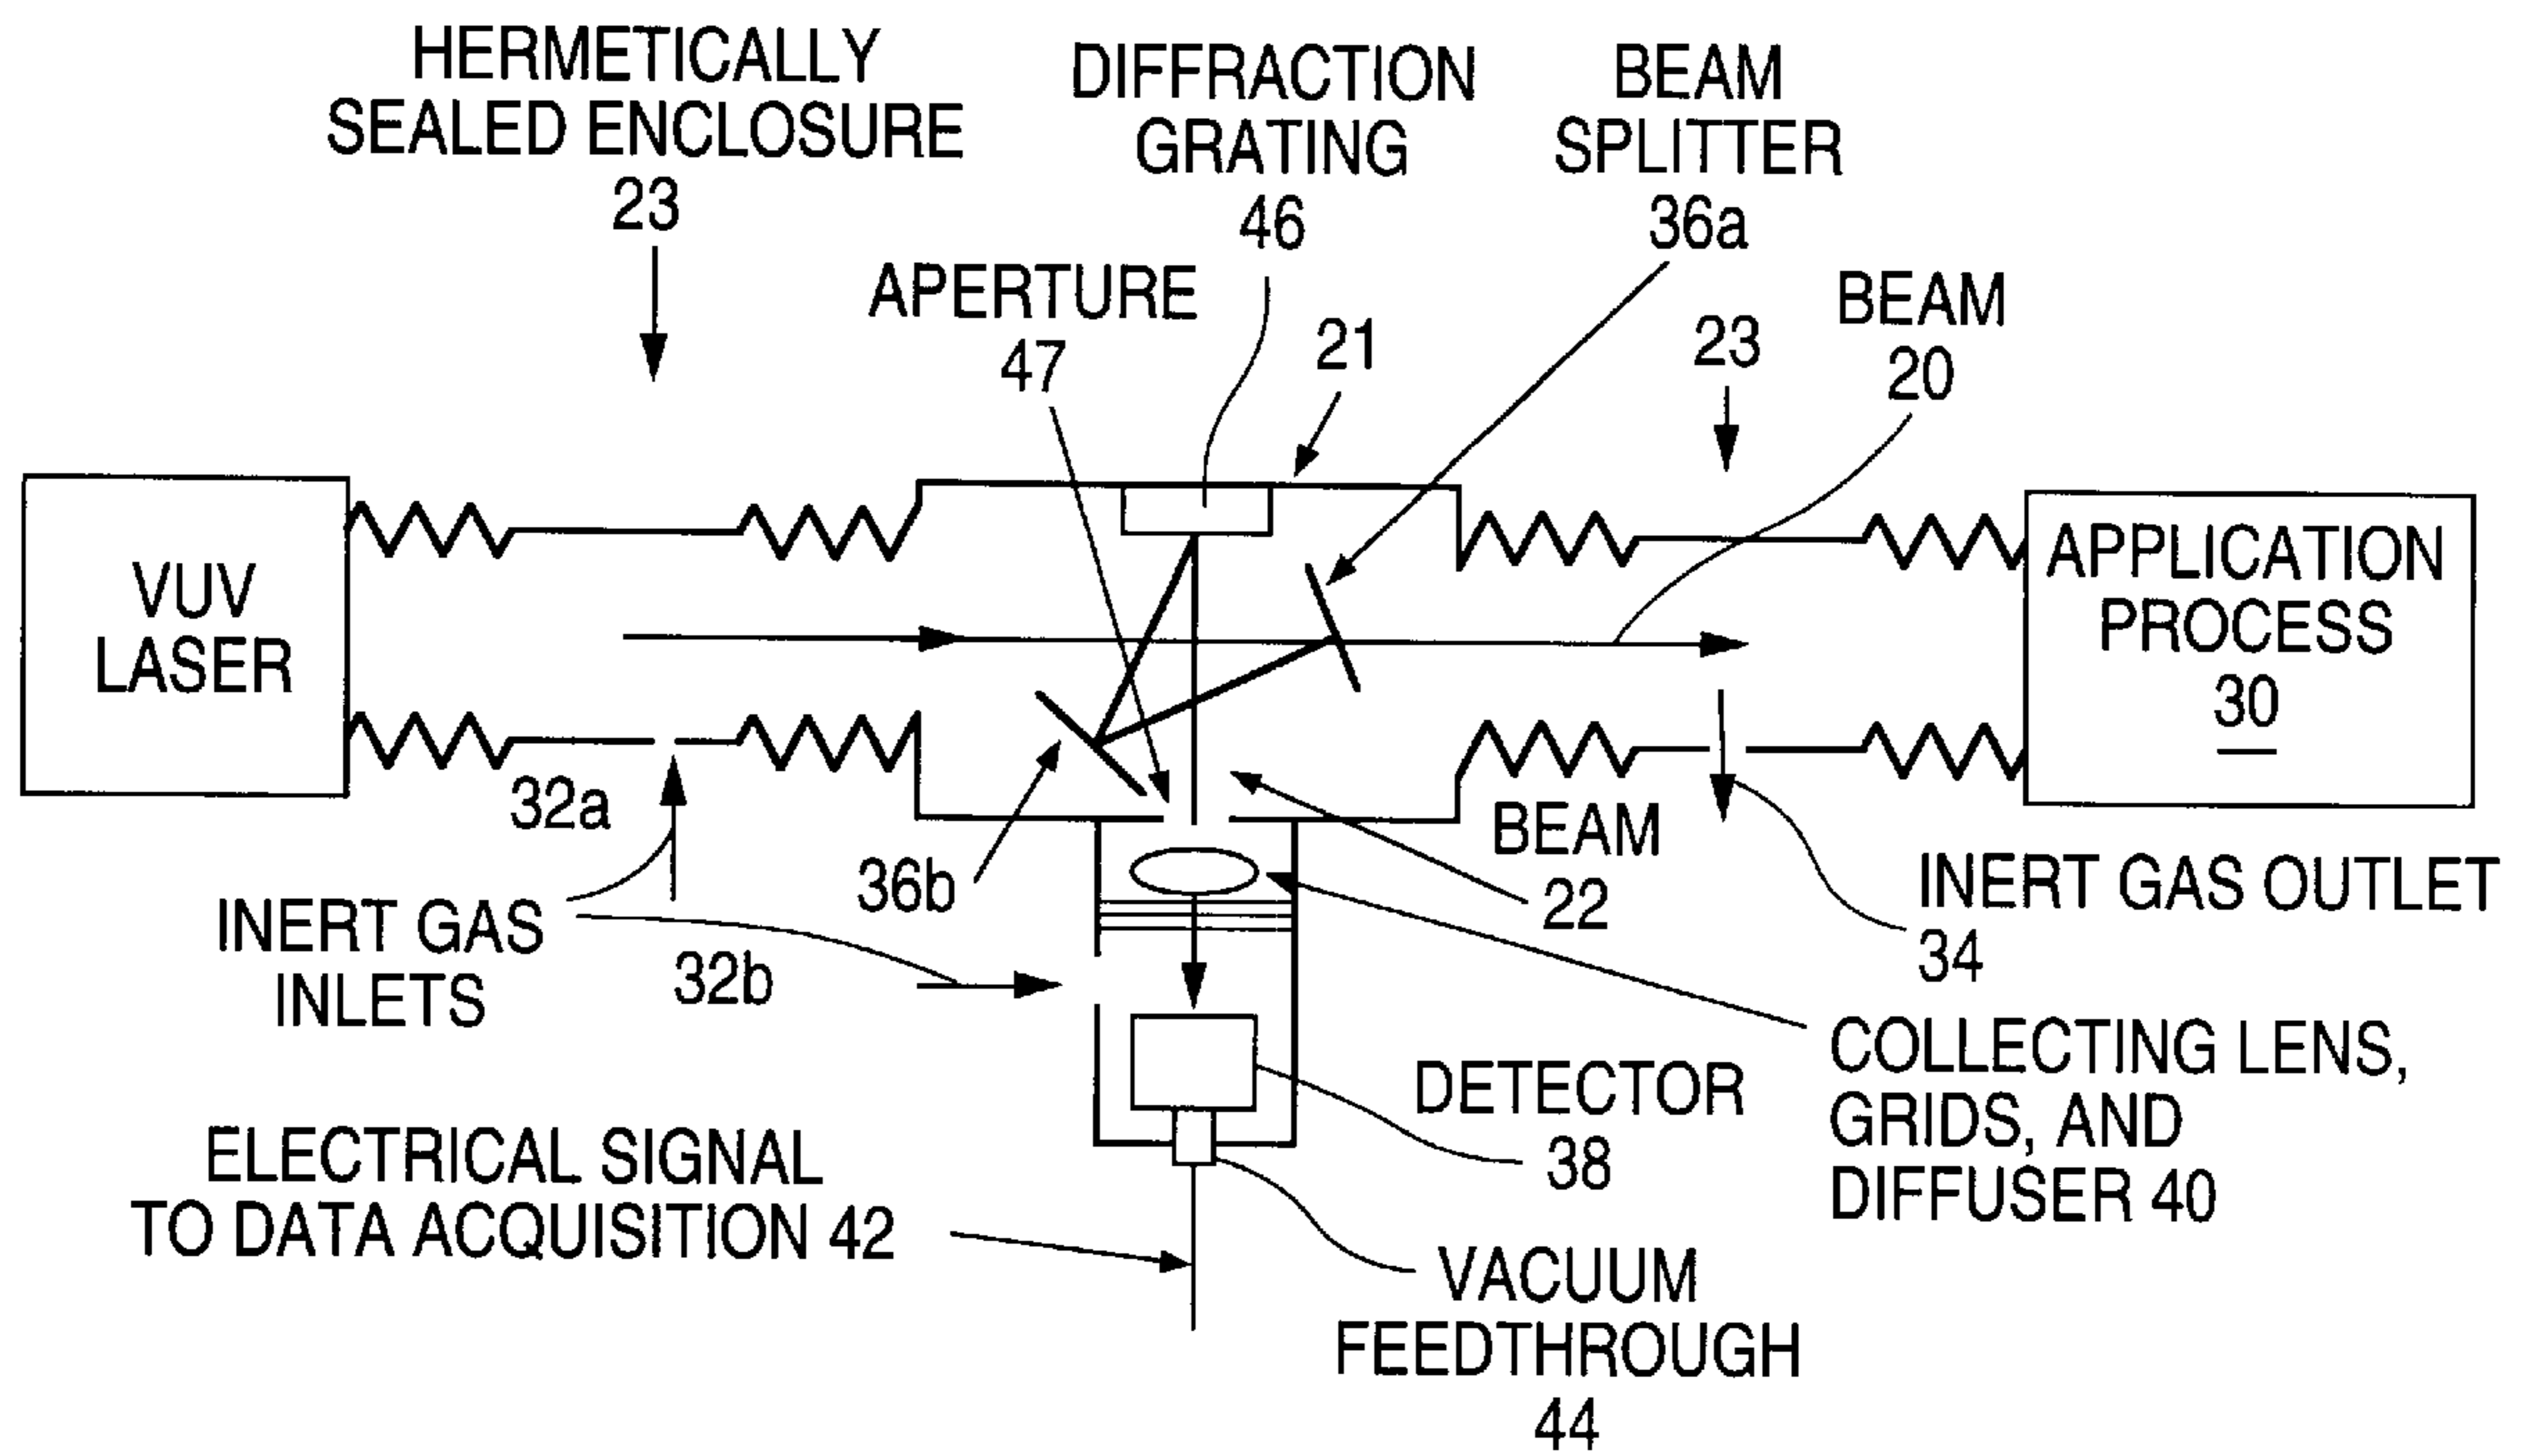 HERMETICALLY
SEALED ENCLOSURE
23
DIFFRACTION
GRATING
46
BEAM
SPLITTER
36a
APERTURE
47
21
23
BEAM
20
VUV
LASER
APPLICATION
PROCESS
30
32a
36b
BEAM
22
INERT GAS
INLETS
32b
INERT GAS OUTLET
34
COLLECTING LENS,
GRIDS, AND
DIFFUSER 40
DETECTOR
38
ELECTRICAL SIGNAL
TO DATA ACQUISITION 42
VACUUM
FEEDTHROUGH
44